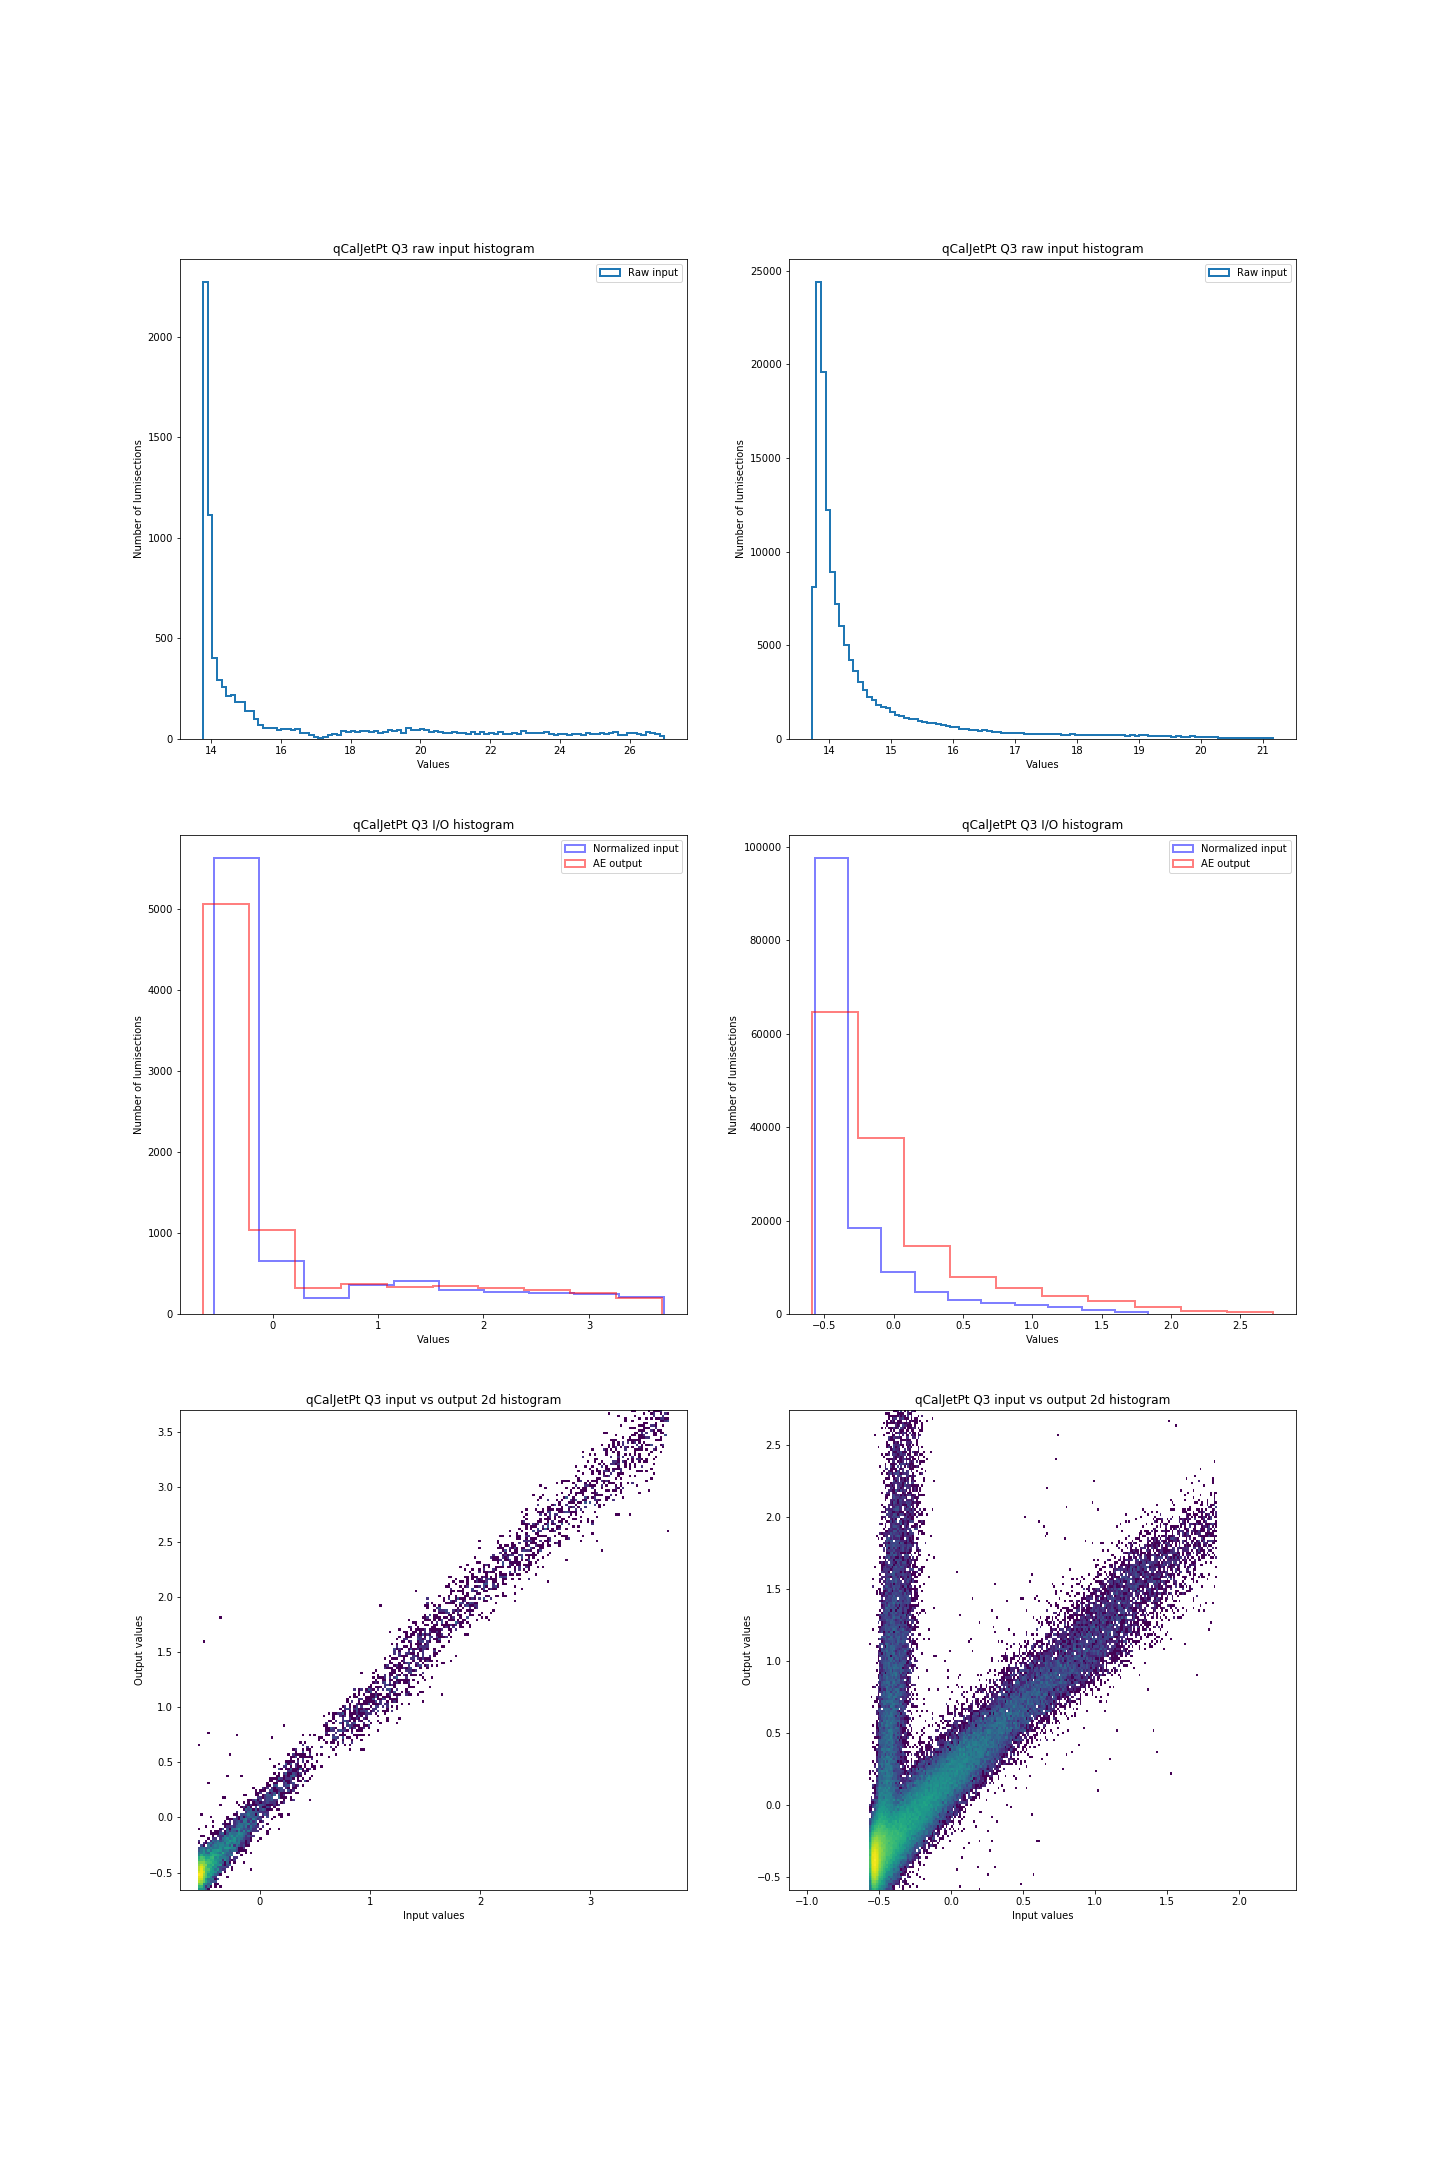 qCalJetPt Q3 raw input histogram
Raw input
Number of lumisections
2000
1500
1000
500
0
14 16 18 20 22 24 26
Values
qCalJetPt Q3 raw input histogram
Raw input
Number of lumisections
25000
20000
15000
10000
5000
0
14 15 16 17 18 19 20 21
Values
qCalJetPt Q3 I/O histogram
Normalized input
AE output
Number of lumisections
5000
4000
3000
2000
1000
0
0 1 2 3
Values
qCalJetPt Q3 I/O histogram
Normalized input
AE output
Number of lumisections
100000
80000
60000
40000
20000
0
−0.5 0.0 0.5 1.0 1.5 2.0 2.5
Values
qCalJetPt Q3 input vs output 2d histogram
Output values
3.5
3.0
2.5
2.0
1.5
1.0
0.5
0.0
−0.5
0 1 2 3
Input values
qCalJetPt Q3 input vs output 2d histogram
Output values
2.5
2.0
1.5
1.0
0.5
0.0
−0.5
−1.0 −0.5 0.0 0.5 1.0 1.5 2.0
Input values